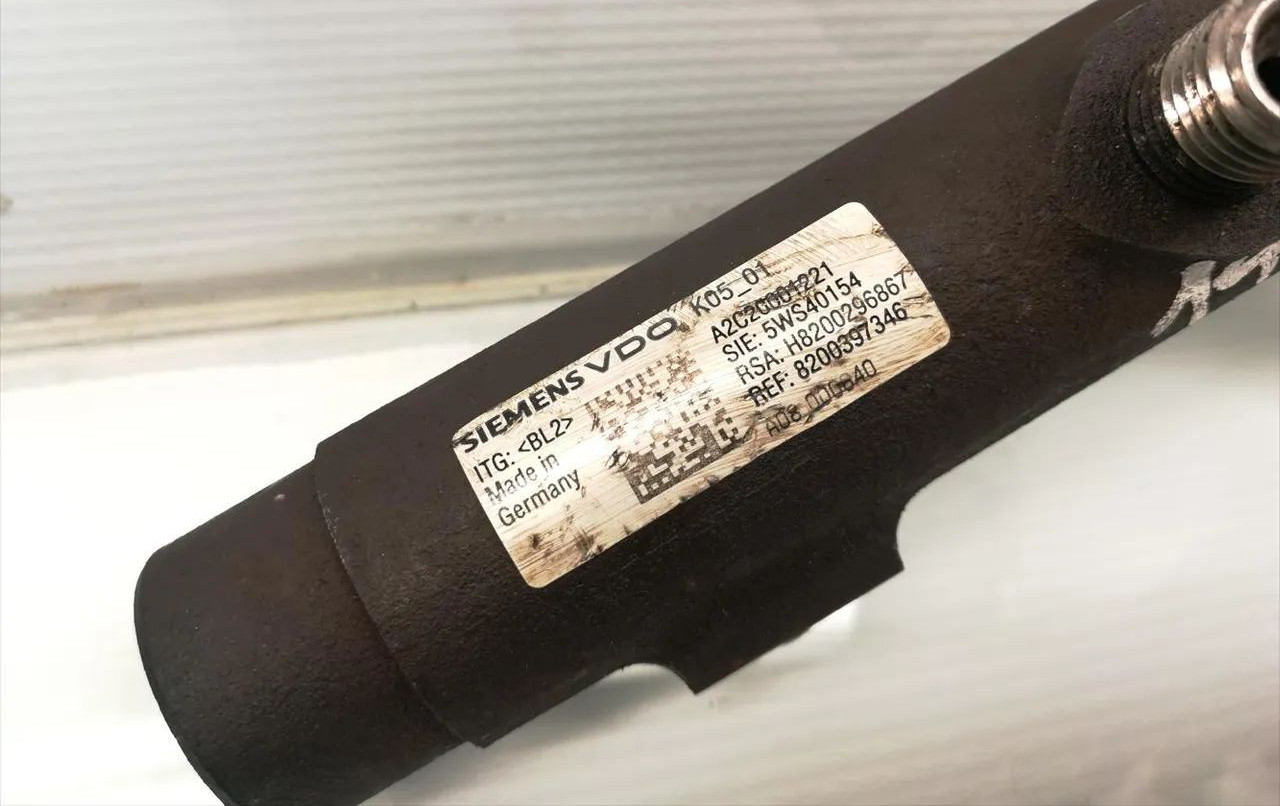 SIEMENS VDO K05_01
ITG: <BL2>
Made in
Germany
A2C20001221
SIE: 5WS40154
RSA: H8200296867
REF: 8200397346